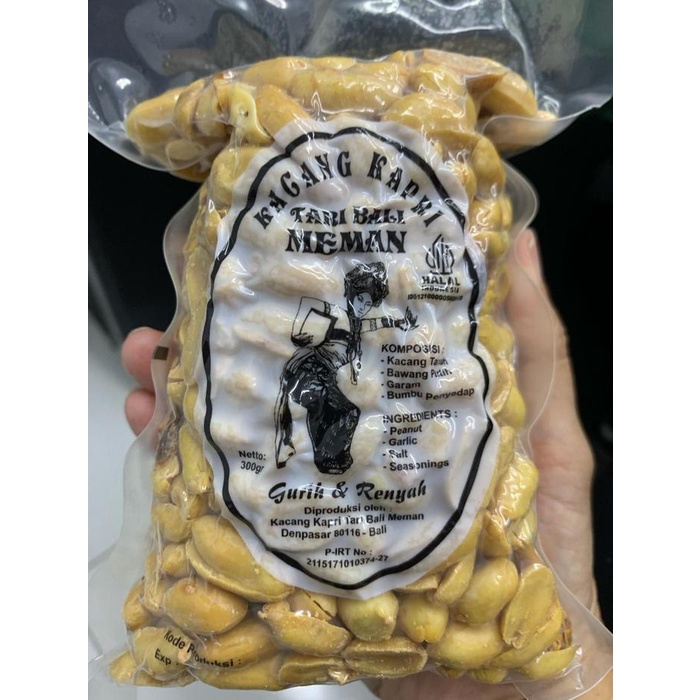 KACANG KAPRI
TARI BALI
MEMAN
HALAL
INDONESIA
KOMPOSISI :
- Kacang Tanah
- Bawang Putih
- Garam
- Bumbu Penyedap
INGREDIENTS :
- Peanut
- Garlic
- Salt
- Seasonings
Netto:
300gr
Gurih & Renyah
Diproduksi oleh :
Kacang Kapri Tari Bali Meman
Denpasar 80116 - Bali
P-IRT No :
2115171010374-27
Kode Produksi :
Exp